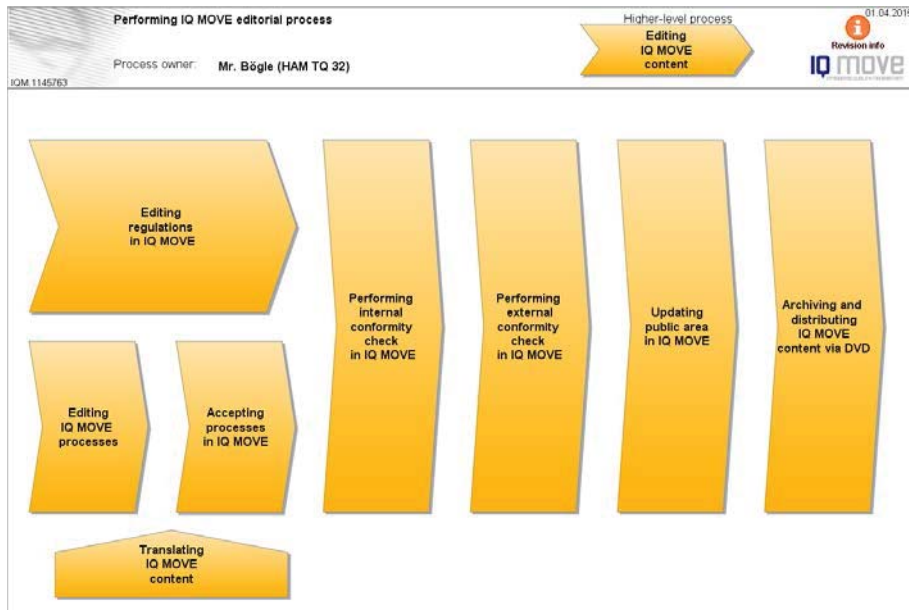 Performing IQ MOVE editorial process
Process owner: Mr. Bögle (HAM TQ 32)
IQM.1145763
Higher-level process
Editing
IQ MOVE
content
01.04.2015
i
Revision info
IQ move
Editing
regulations
in IQ MOVE
Performing
internal
conformity
check
in IQ MOVE
Performing
external
conformity
check
in IQ MOVE
Updating
public area
in IQ MOVE
Archiving and
distributing
IQ MOVE
content via DVD
Editing
IQ MOVE
processes
Accepting
processes
in IQ MOVE
Translating
IQ MOVE
content